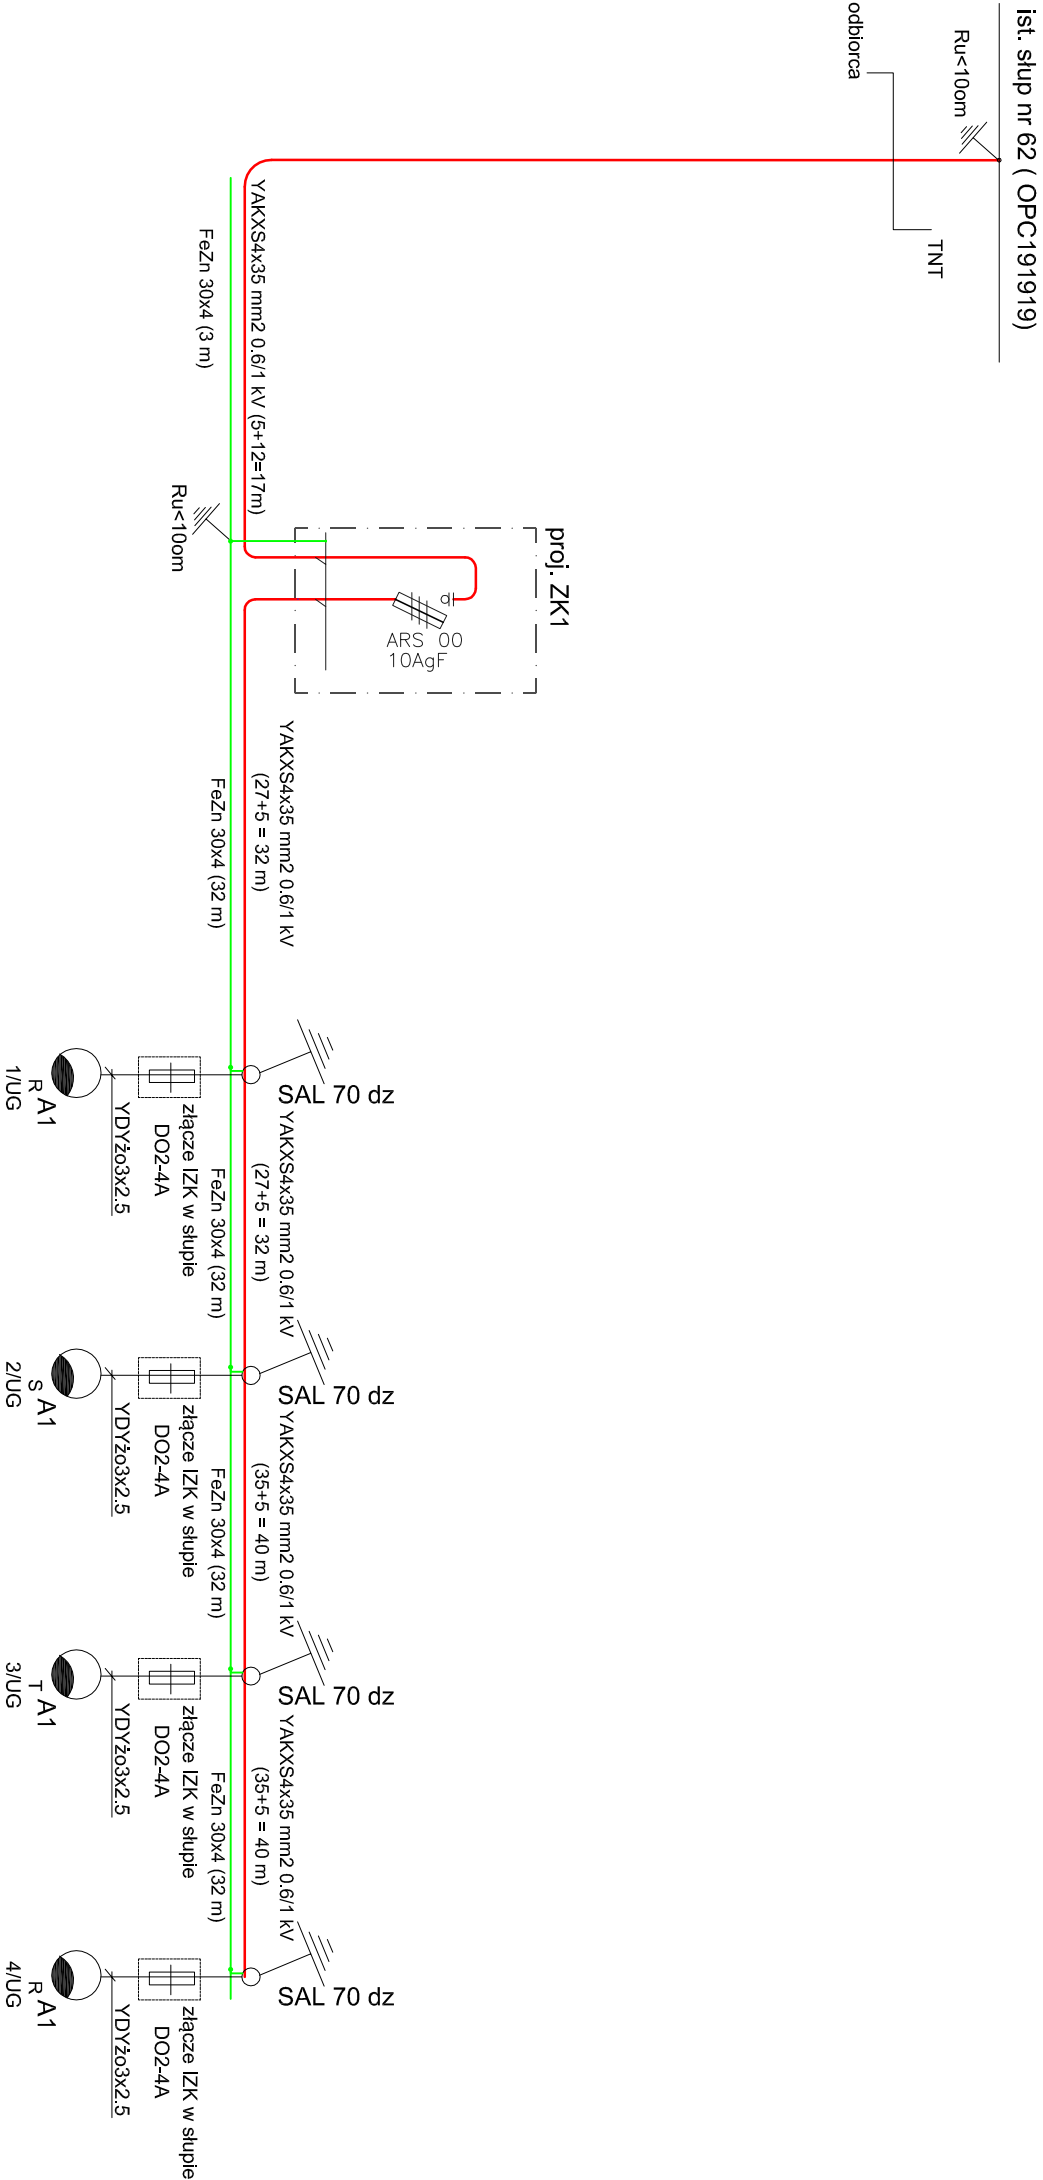 ist. słup nr 62 ( OPC191919)
Ru<10om
TNT
odbiorca
proj. ZK1
ARS 00
10AgF
YAKXS4x35 mm2 0.6/1 kV (5+12=17m)
FeZn 30x4 (3 m)
Ru<10om
YAKXS4x35 mm2 0.6/1 kV
(27+5 = 32 m)
FeZn 30x4 (32 m)
SAL 70 dz
złącze IZK w słupie
DO2-4A
YDYżo3x2.5
R A1
1/UG
YAKXS4x35 mm2 0.6/1 kV
(27+5 = 32 m)
FeZn 30x4 (32 m)
SAL 70 dz
złącze IZK w słupie
DO2-4A
YDYżo3x2.5
S A1
2/UG
YAKXS4x35 mm2 0.6/1 kV
(35+5 = 40 m)
FeZn 30x4 (32 m)
SAL 70 dz
złącze IZK w słupie
DO2-4A
YDYżo3x2.5
T A1
3/UG
YAKXS4x35 mm2 0.6/1 kV
(35+5 = 40 m)
FeZn 30x4 (32 m)
SAL 70 dz
złącze IZK w słupie
DO2-4A
YDYżo3x2.5
R A1
4/UG